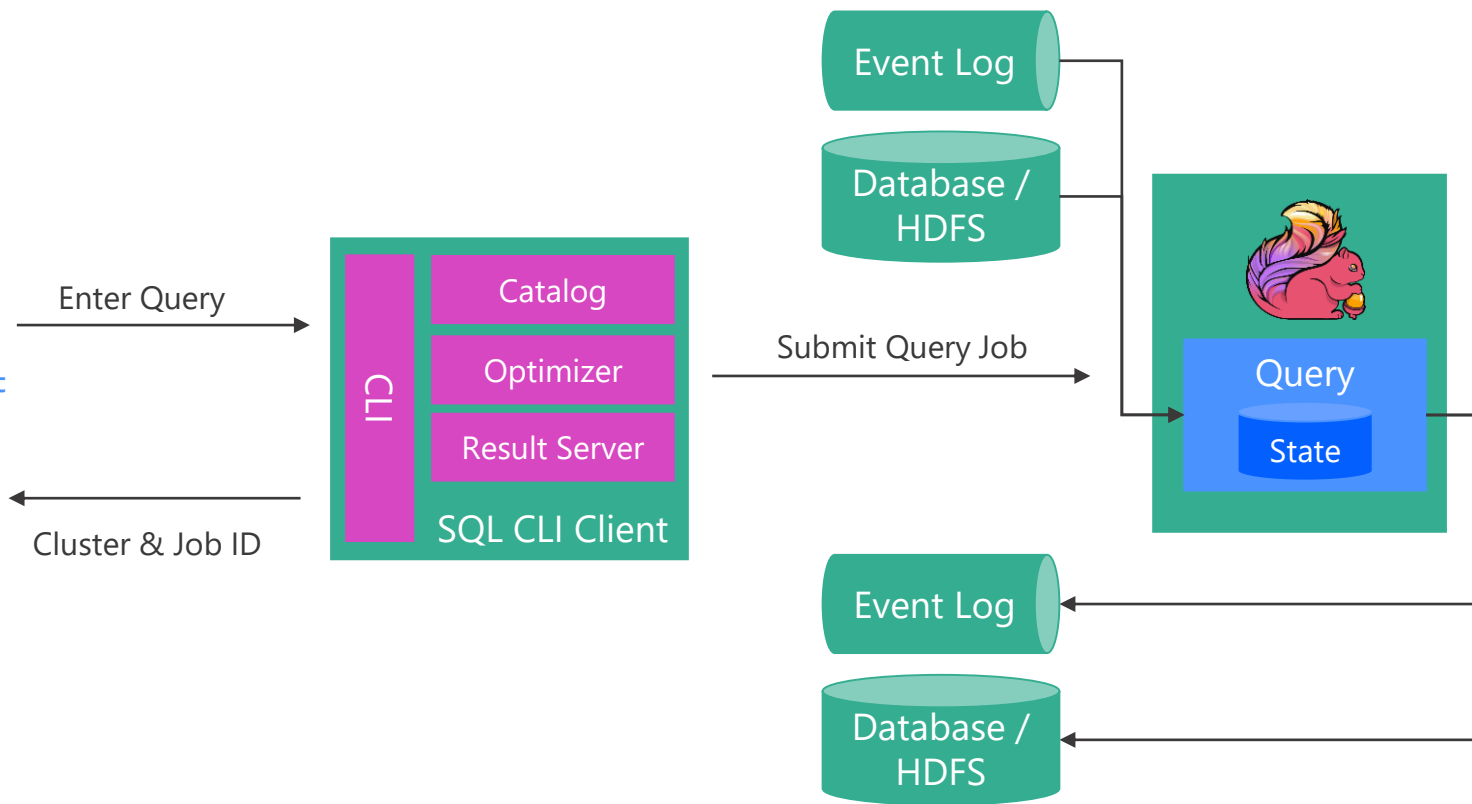 Event Log
Database /
HDFS
Enter Query
Catalog
Optimizer
Result Server
CLI
SQL CLI Client
Submit Query Job
Query
State
Cluster & Job ID
Event Log
Database /
HDFS